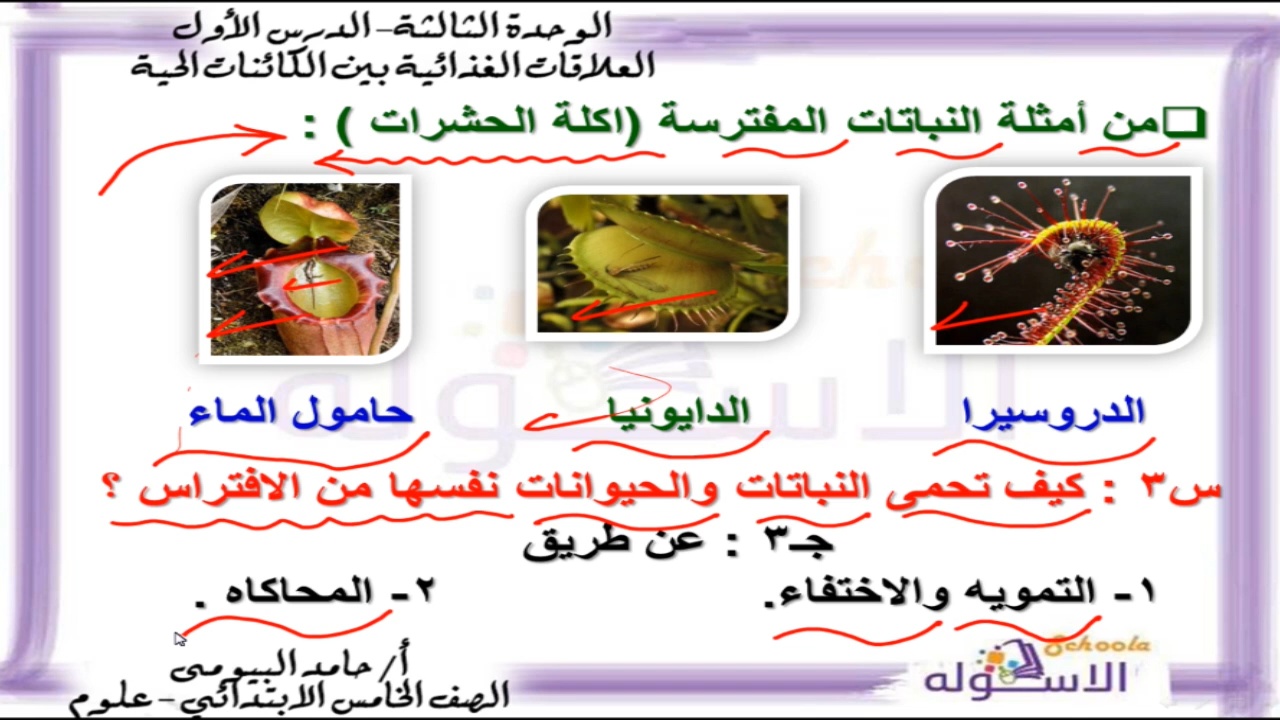 الوحدة الثالثة - الدرس الأول
العلاقات الغذائية بين الكائنات الحية
من أمثلة النباتات المفترسة (اكلة الحشرات ) :
الدروسيرا
الدايونيا
حامول الماء
س٣ : كيف تحمى النباتات والحيوانات نفسها من الافتراس ؟
جـ٣ : عن طريق
١- التمويه والاختفاء.
٢- المحاكاه .
أ/ حامد البيومى
الصف الخامس الابتدائي - علوم
Schoola
الاسكوله